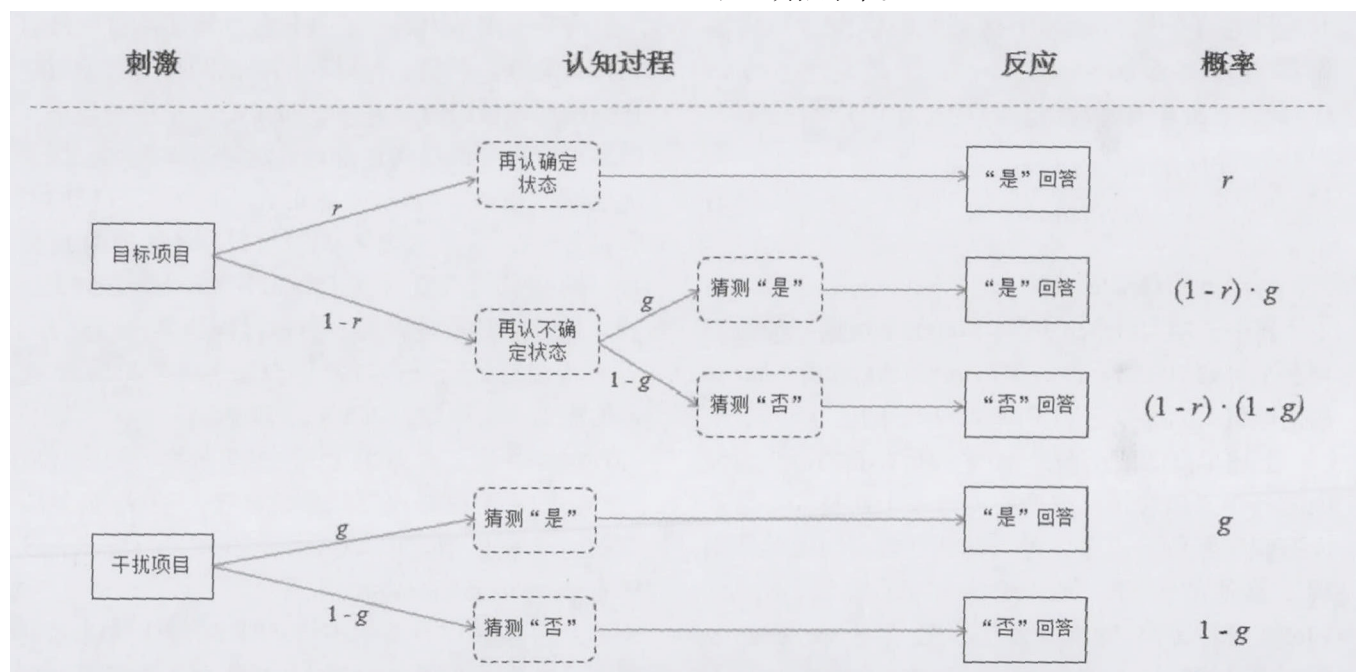 刺激 认知过程 反应 概率
再认确定
状态
“是”回答
r
r
目标项目
1 - r
再认不确
定状态
g
猜测“是”
“是”回答
(1 - r) · g
1 - g
猜测“否”
“否”回答
(1 - r) · (1 - g)
干扰项目
g
猜测“是”
“是”回答
g
1 - g
猜测“否”
“否”回答
1 - g